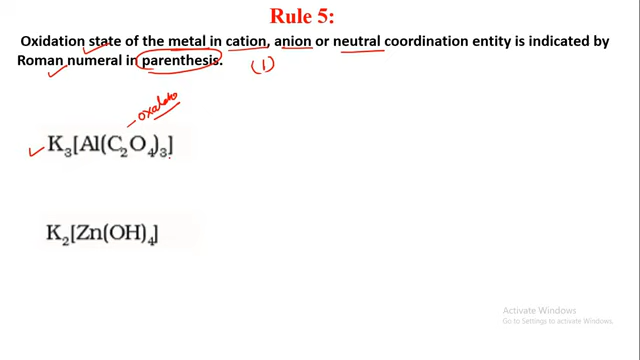 Rule 5:
Oxidation state of the metal in cation, anion or neutral coordination entity is indicated by
Roman numeral in parenthesis.
(1)
oxalato
K₃[Al(C₂O₄)₃]
K₂[Zn(OH)₄]
Activate Windows
Go to Settings to activate Windows.